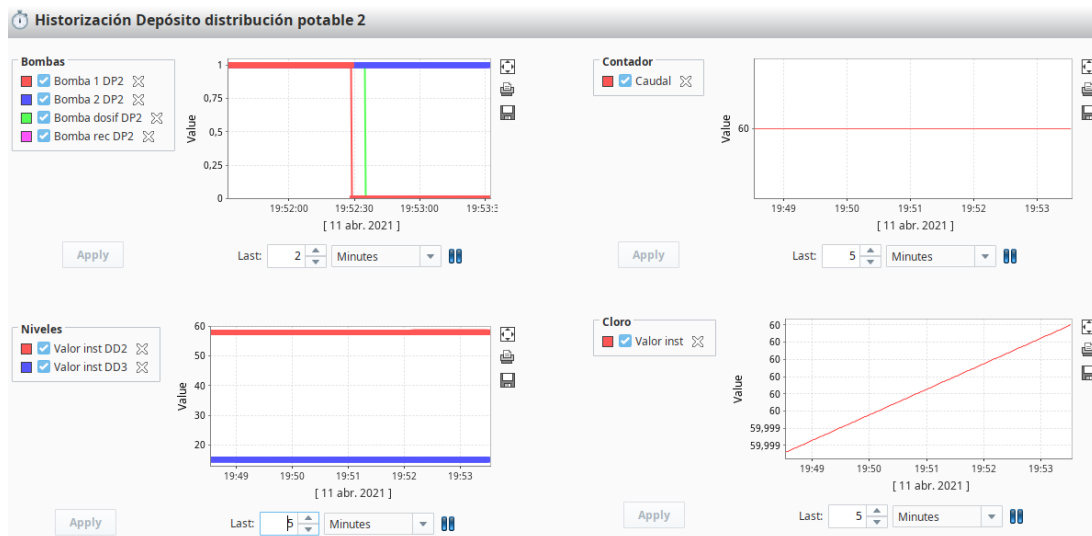 Historización Depósito distribución potable 2
Bombas
Bomba 1 DP2
Bomba 2 DP2
Bomba dosif DP2
Bomba rec DP2
Value
1
0,75
0,5
0,25
0
19:52:00 19:52:30 19:53:00 19:53:3
[ 11 abr. 2021 ]
Apply
Last: 2 Minutes
Contador
Caudal
Value
60
19:49 19:50 19:51 19:52 19:53
[ 11 abr. 2021 ]
Apply
Last: 5 Minutes
Niveles
Valor inst DD2
Valor inst DD3
Value
60
50
40
30
20
19:49 19:50 19:51 19:52 19:53
[ 11 abr. 2021 ]
Apply
Last: 5 Minutes
Cloro
Valor inst
Value
60
60
60
60
60
60
59,999
59,999
19:49 19:50 19:51 19:52 19:53
[ 11 abr. 2021 ]
Apply
Last: 5 Minutes